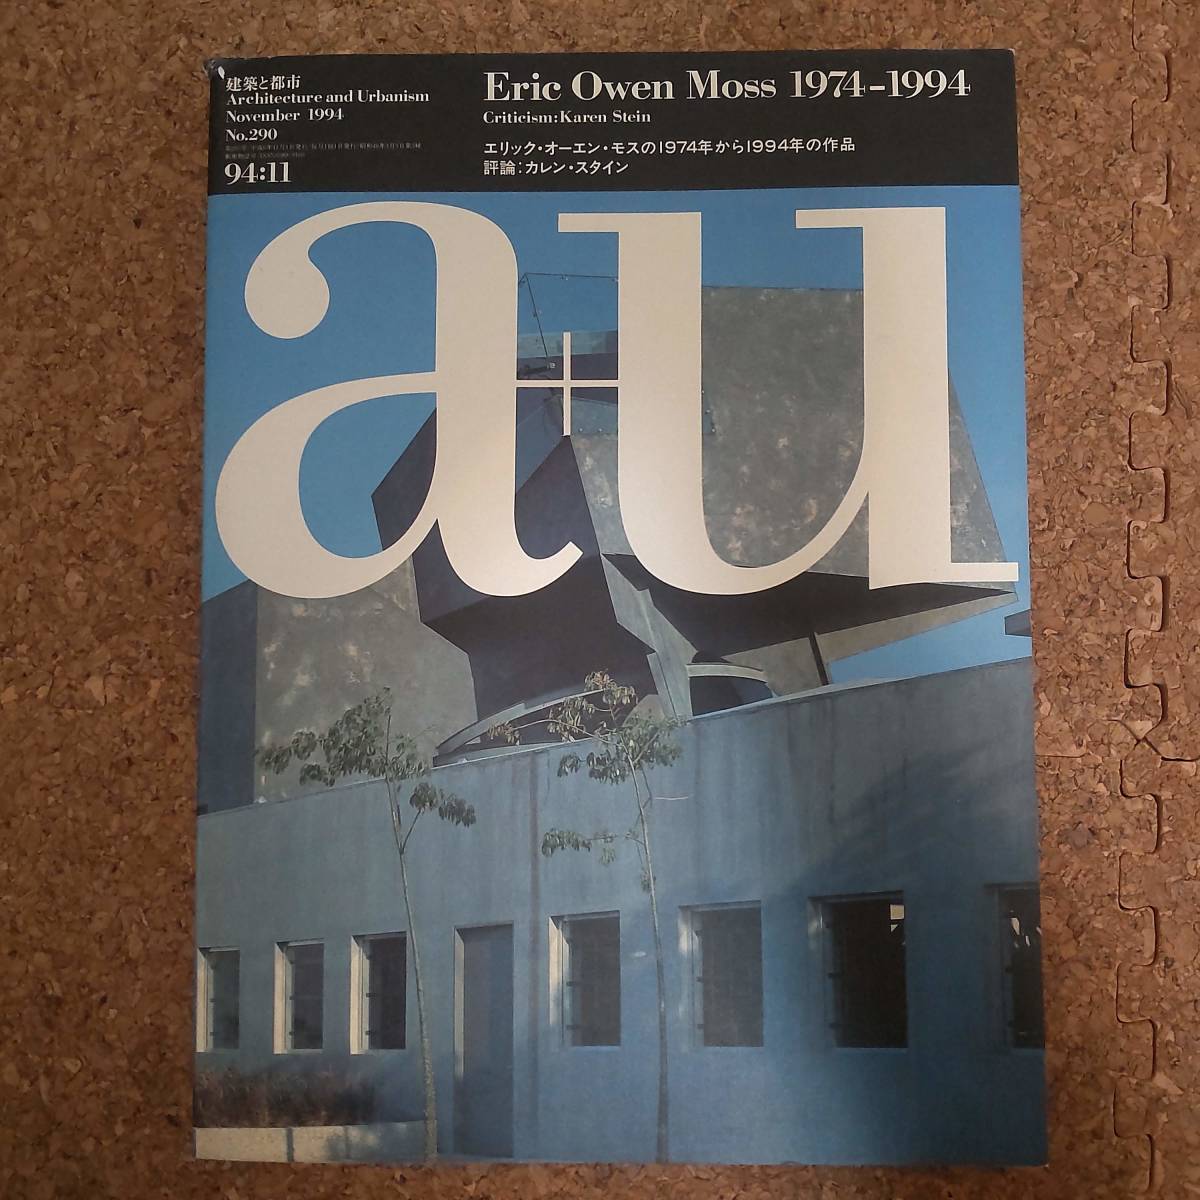 建築と都市
Architecture and Urbanism
November 1994
No.290
94:11
Eric Owen Moss 1974–1994
Criticism:Karen Stein
エリック・オーエン・モスの1974年から1994年の作品
評論：カレン・スタイン
a+u